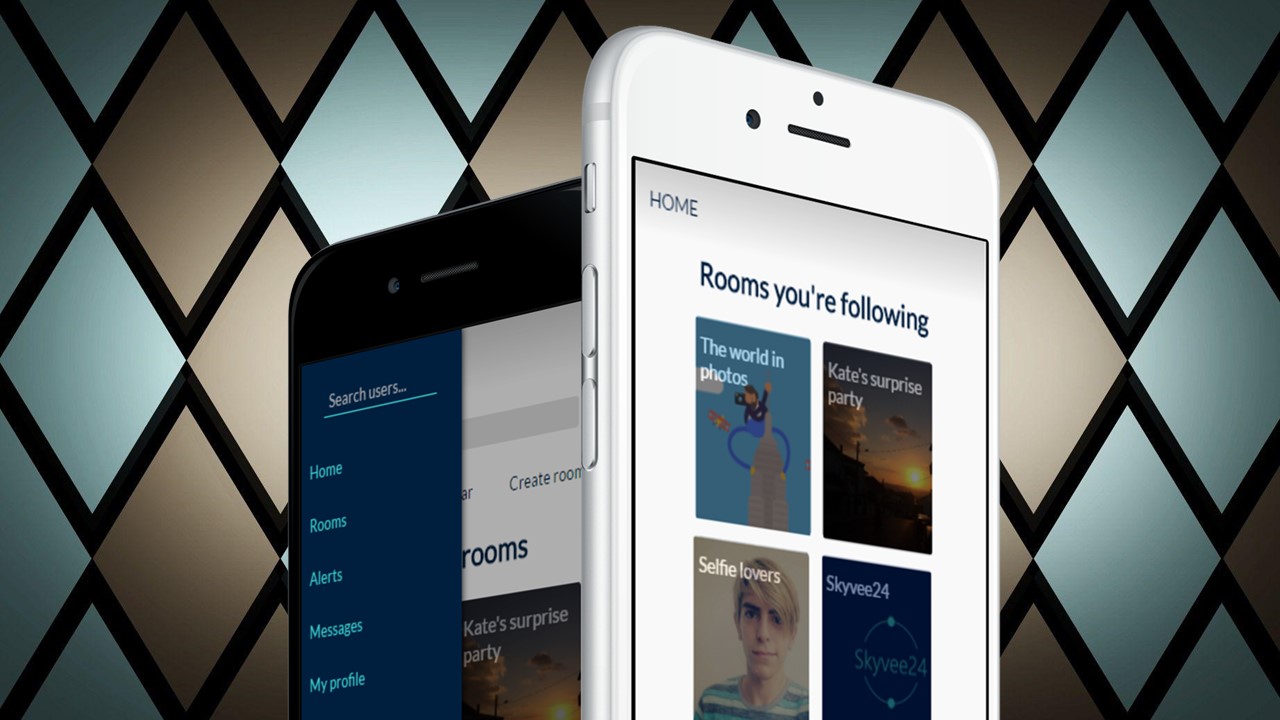 Search users...
Home
Rooms
Alerts
Messages
My profile
ar
Create room
rooms
Kate's surprise
party
HOME
Rooms you're following
The world in
photos
Kate's surprise
party
Selfie lovers
Skyvee24
Skyvee24